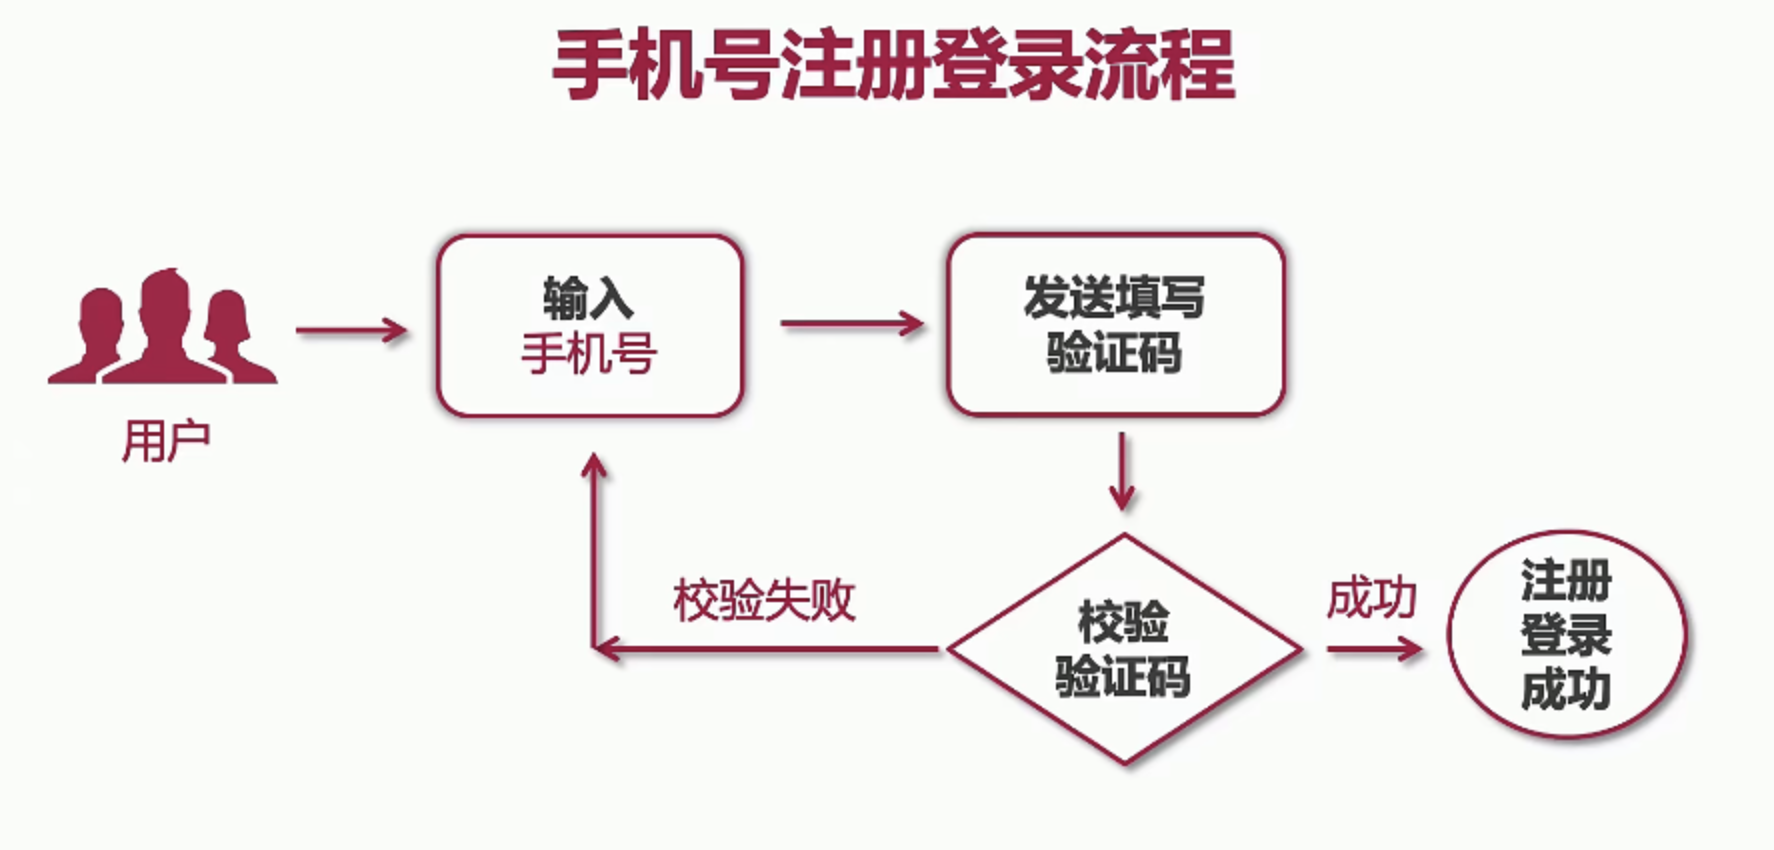 手机号注册登录流程
输入
手机号
发送填写
验证码
用户
校验失败
校验
验证码
成功
注册
登录
成功